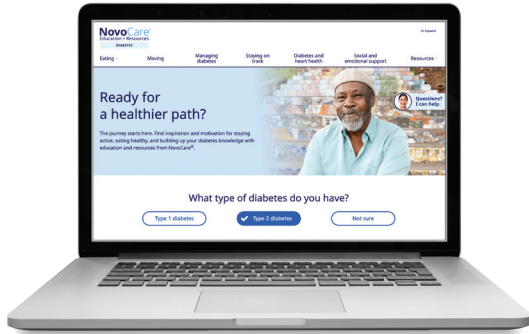 NovoCare®
Education + Resources
DIABETES
En Español
Eating
Moving
Managing
diabetes
Staying on
track
Diabetes and
heart health
Social and
emotional support
Resources
Ready for
a healthier path?
The journey starts here. Find inspiration and motivation for staying
active, eating healthy, and building up your diabetes knowledge with
education and resources from NovoCare®.
Questions?
I can help.
What type of diabetes do you have?
Type 1 diabetes
Type 2 diabetes
Not sure